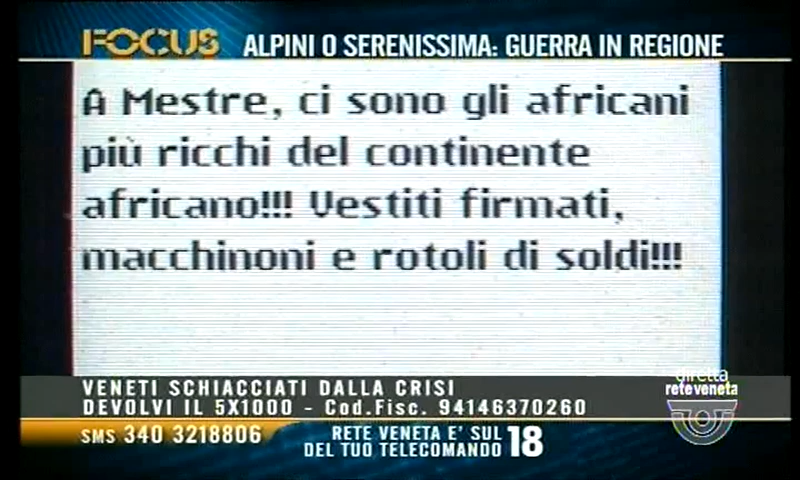 FOCUS ALPINI O SERENISSIMA: GUERRA IN REGIONE
A Mestre, ci sono gli africani
più ricchi del continente
africano!!! Vestiti firmati,
macchinoni e rotoli di soldi!!!
diretta
reteveneta
VENETI SCHIACCIATI DALLA CRISI
DEVOLVI IL 5X1000 - Cod.Fisc. 94146370260
SMS 340 3218806
RETE VENETA E' SUL
DEL TUO TELECOMANDO 18